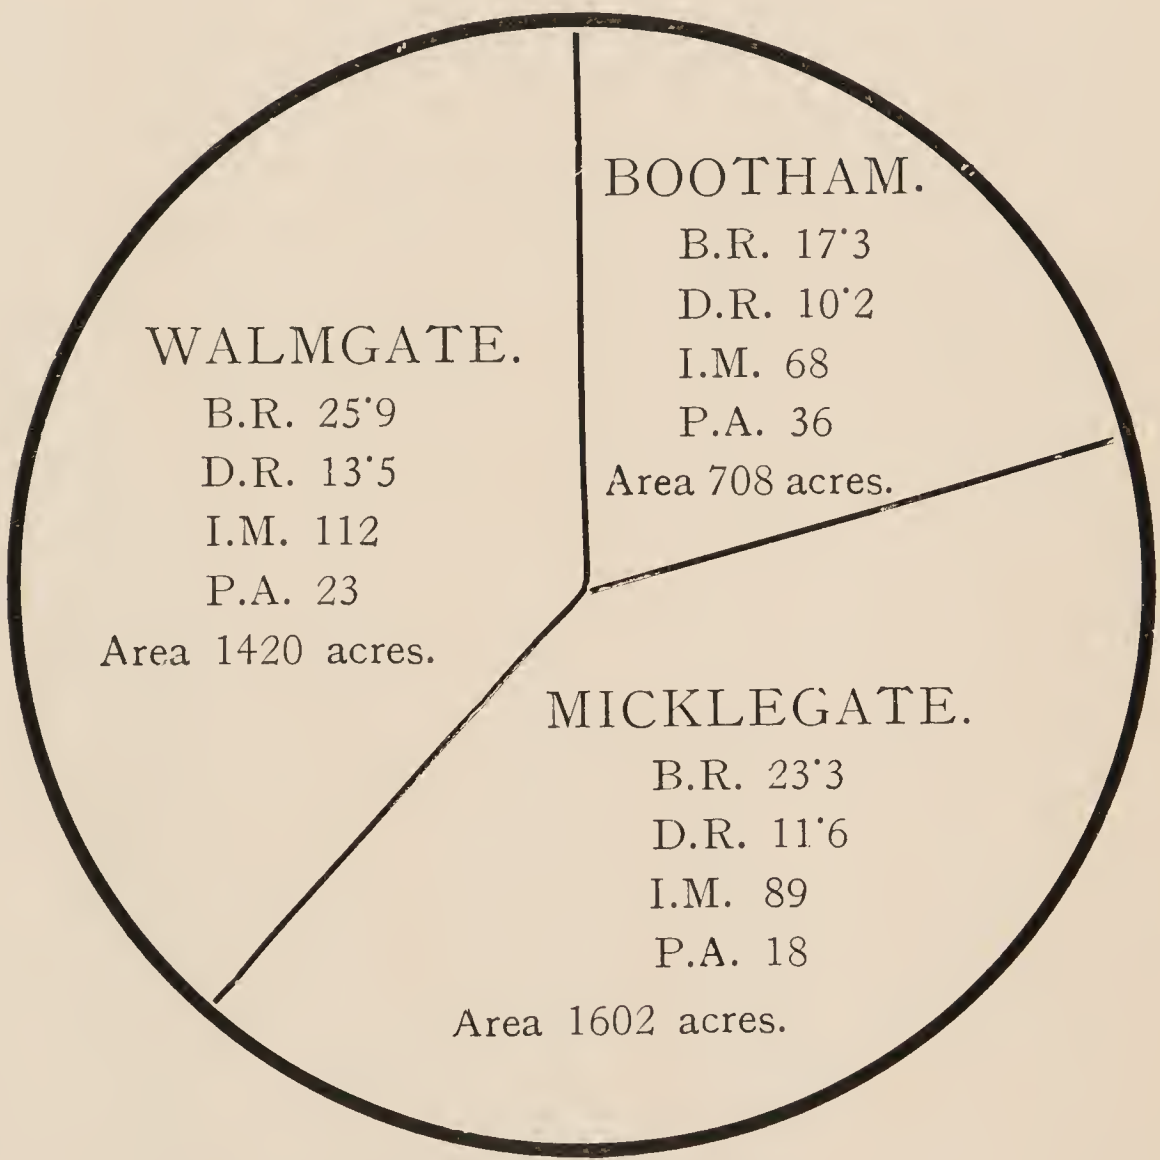 BOOTHAM.
B.R. 17·3
D.R. 10·2
I.M. 68
P.A. 36
Area 708 acres.
WALMGATE.
B.R. 25·9
D.R. 13·5
I.M. 112
P.A. 23
Area 1420 acres.
MICKLEGATE.
B.R. 23·3
D.R. 11·6
I.M. 89
P.A. 18
Area 1602 acres.